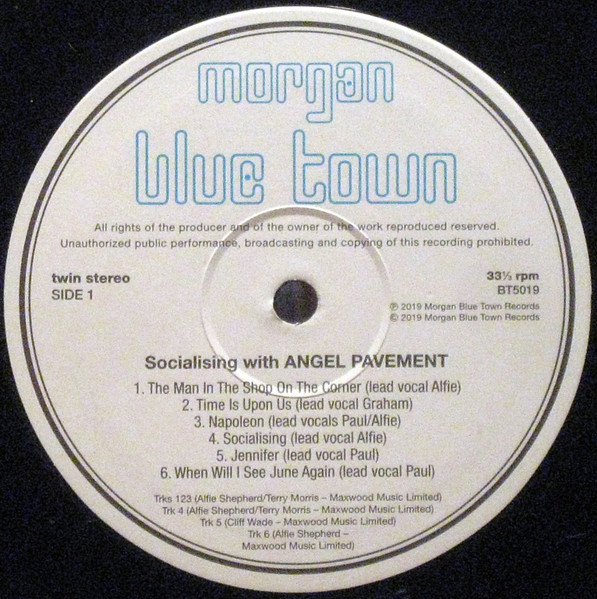 morgan
blue town
All rights of the producer and of the owner of the work reproduced reserved.
Unauthorized public performance, broadcasting and copying of this recording prohibited.
twin stereo
SIDE 1
33⅓ rpm
BT5019
℗ 2019 Morgan Blue Town Records
© 2019 Morgan Blue Town Records
Socialising with ANGEL PAVEMENT
1. The Man In The Shop On The Corner (lead vocal Alfie)
2. Time Is Upon Us (lead vocal Graham)
3. Napoleon (lead vocals Paul/Alfie)
4. Socialising (lead vocal Alfie)
5. Jennifer (lead vocal Paul)
6. When Will I See June Again (lead vocal Paul)
Trks 123 (Alfie Shepherd/Terry Morris – Maxwood Music Limited)
Trk 4 (Alfie Shepherd/Terry Morris – Maxwood Music Limited)
Trk 5 (Cliff Wade – Maxwood Music Limited)
Trk 6 (Alfie Shepherd –
Maxwood Music Limited)